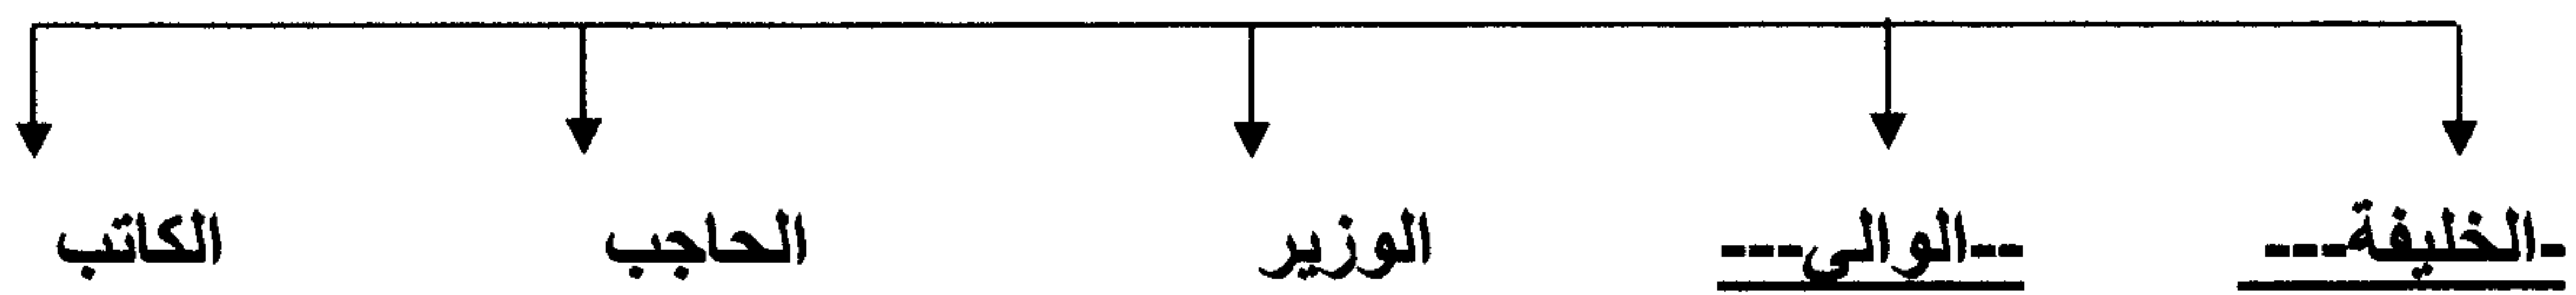 -الخليفة--- --الوالي--- الوزير الحاجب الكاتب